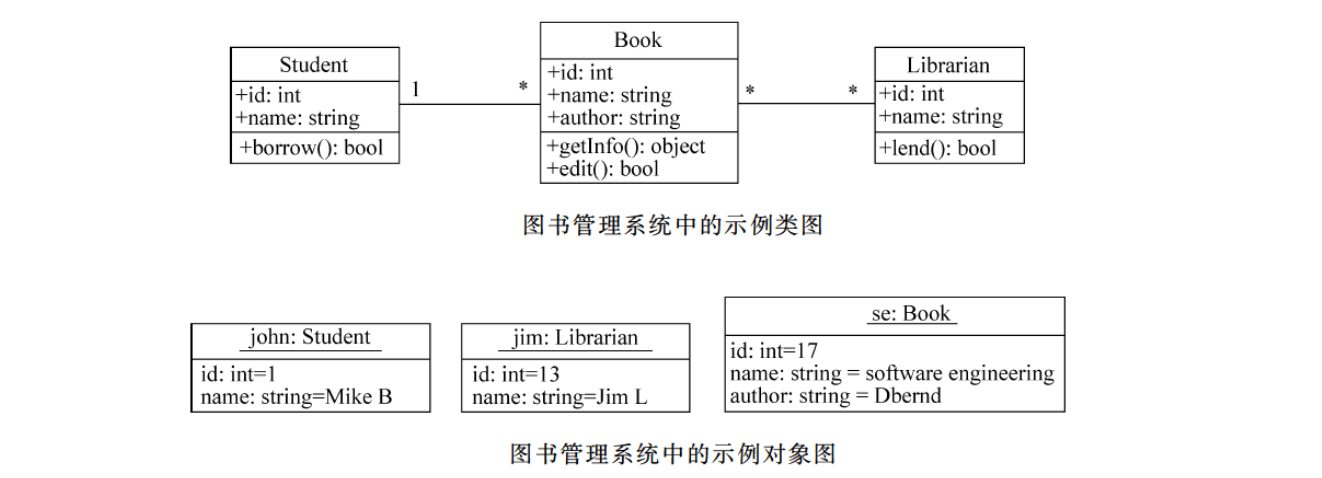 Student
+id: int
+name: string
+borrow(): bool
1
*
Book
+id: int
+name: string
+author: string
+getInfo(): object
+edit(): bool
*
*
Librarian
+id: int
+name: string
+lend(): bool
图书管理系统中的示例类图
john: Student
id: int=1
name: string=Mike B
jim: Librarian
id: int=13
name: string=Jim L
se: Book
id: int=17
name: string = software engineering
author: string = Dbernd
图书管理系统中的示例对象图